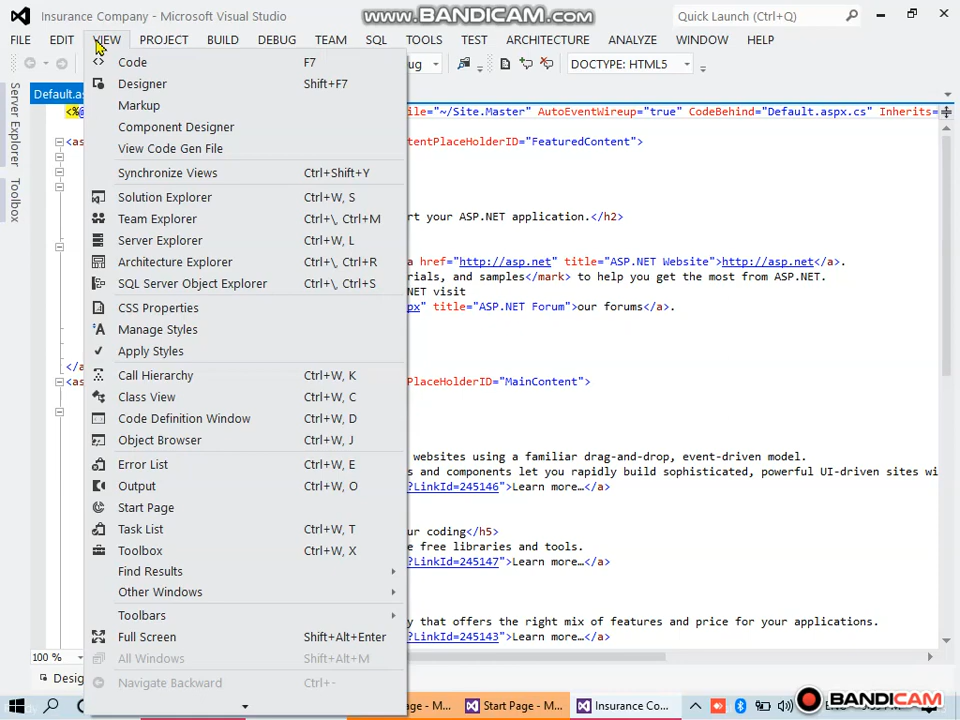 Insurance Company - Microsoft Visual Studio
WWW.BANDICAM.COM
Quick Launch (Ctrl+Q)
FILE EDIT VIEW PROJECT BUILD DEBUG TEAM SQL TOOLS TEST ARCHITECTURE ANALYZE WINDOW HELP
ug
DOCTYPE: HTML5
Default.as
Server Explorer
Toolbox
Code F7
Designer Shift+F7
Markup
Component Designer
View Code Gen File
Synchronize Views Ctrl+Shift+Y
Solution Explorer Ctrl+W, S
Team Explorer Ctrl+\, Ctrl+M
Server Explorer Ctrl+W, L
Architecture Explorer Ctrl+\, Ctrl+R
SQL Server Object Explorer Ctrl+\, Ctrl+S
CSS Properties
Manage Styles
Apply Styles
Call Hierarchy Ctrl+W, K
Class View Ctrl+W, C
Code Definition Window Ctrl+W, D
Object Browser Ctrl+W, J
Error List Ctrl+W, E
Output Ctrl+W, O
Start Page
Task List Ctrl+W, T
Toolbox Ctrl+W, X
Find Results
Other Windows
Toolbars
Full Screen Shift+Alt+Enter
All Windows Shift+Alt+M
Navigate Backward Ctrl+-
<%@
ile="~/Site.Master" AutoEventWireup="true" CodeBehind="Default.aspx.cs" Inherits=
<as
ntentPlaceHolderID="FeaturedContent">
rt your ASP.NET application.</h2>
a href="http://asp.net" title="ASP.NET Website">http://asp.net</a>.
rials, and samples</mark> to help you get the most from ASP.NET.
NET visit
px" title="ASP.NET Forum">our forums</a>.
</a
<as
PlaceHolderID="MainContent">
websites using a familiar drag-and-drop, event-driven model.
s and components let you rapidly build sophisticated, powerful UI-driven sites wi
?LinkId=245146">Learn more…</a>
ur coding</h5>
e free libraries and tools.
?LinkId=245147">Learn more…</a>
y that offers the right mix of features and price for your applications.
?LinkId=245143">Learn more…</a>
100 %
Desig
age - M...
Start Page - M...
Insurance Co...
BANDICAM